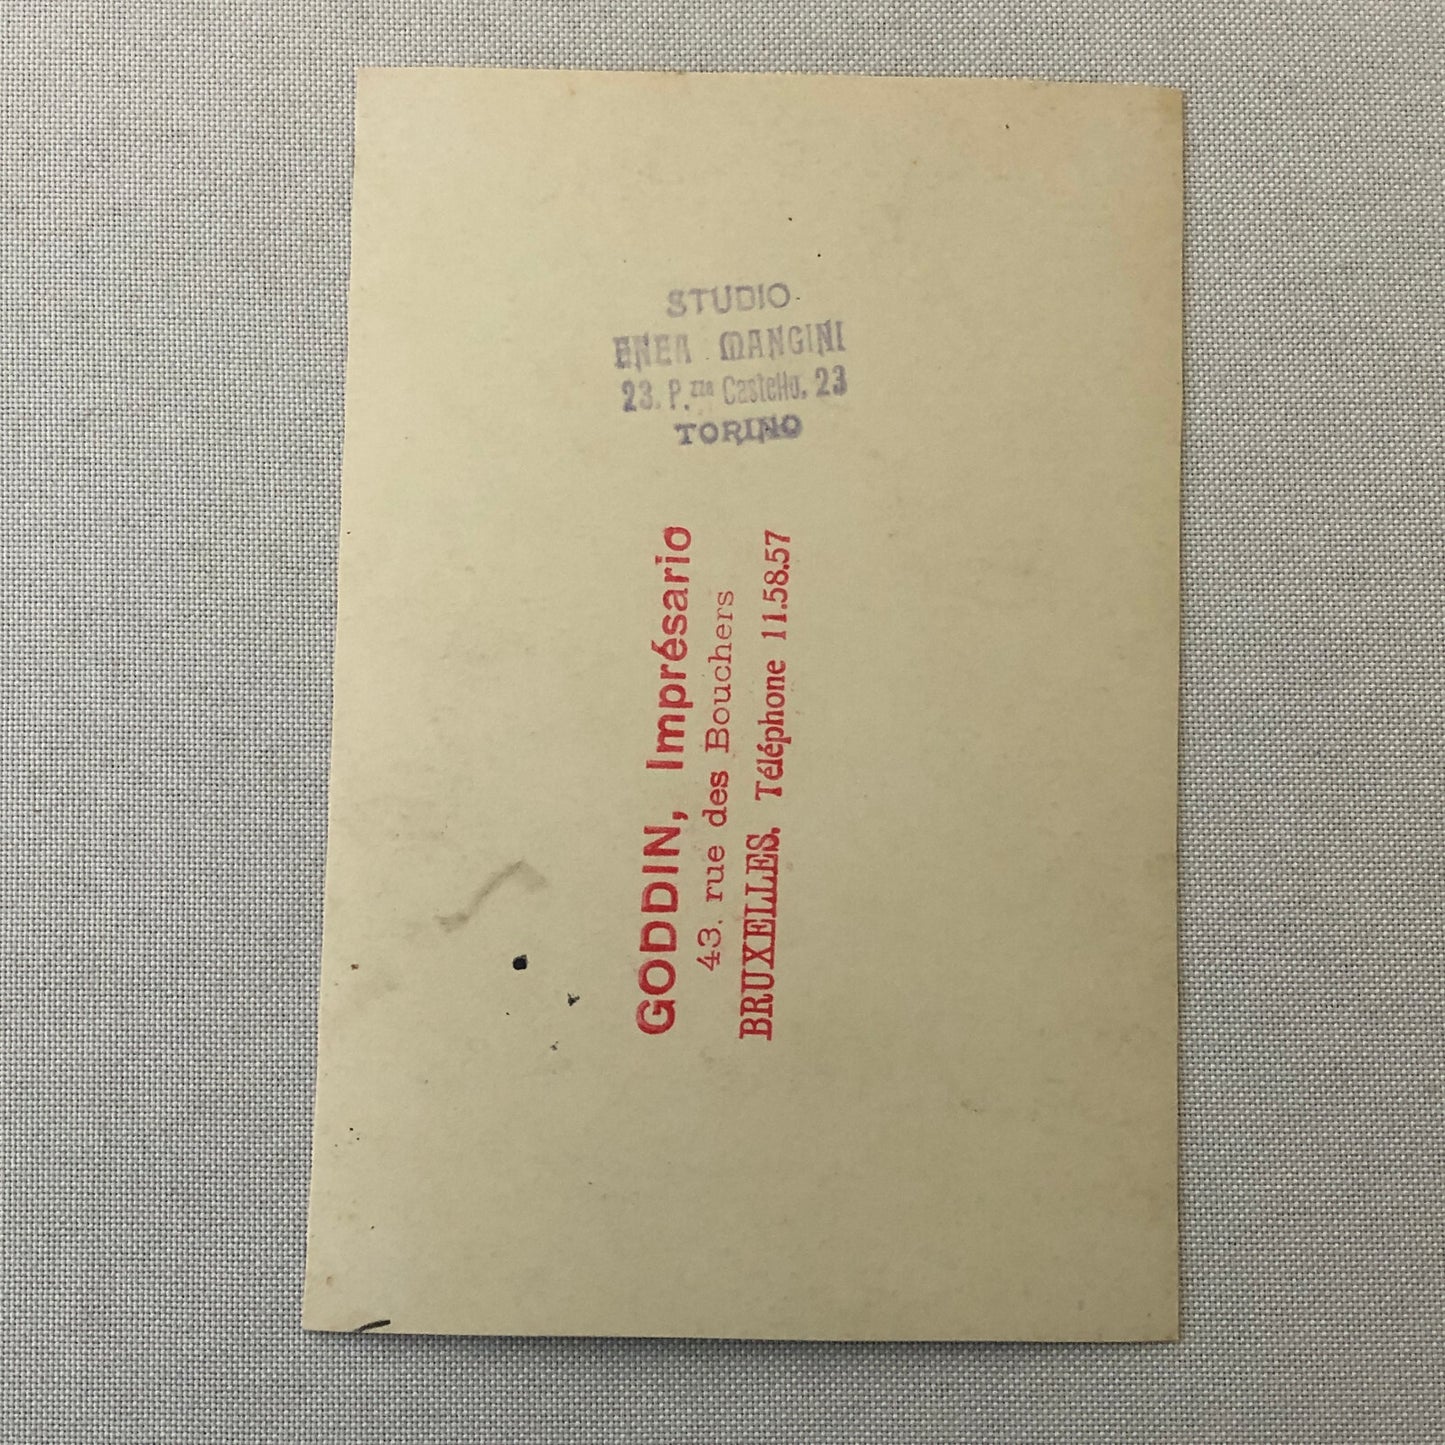 STUDIO
ENEA MANGINI
23. P.zza Castello. 23
TORINO
GODDIN, Imprésario
43, rue des Bouchers
BRUXELLES. Téléphone 11.58.57